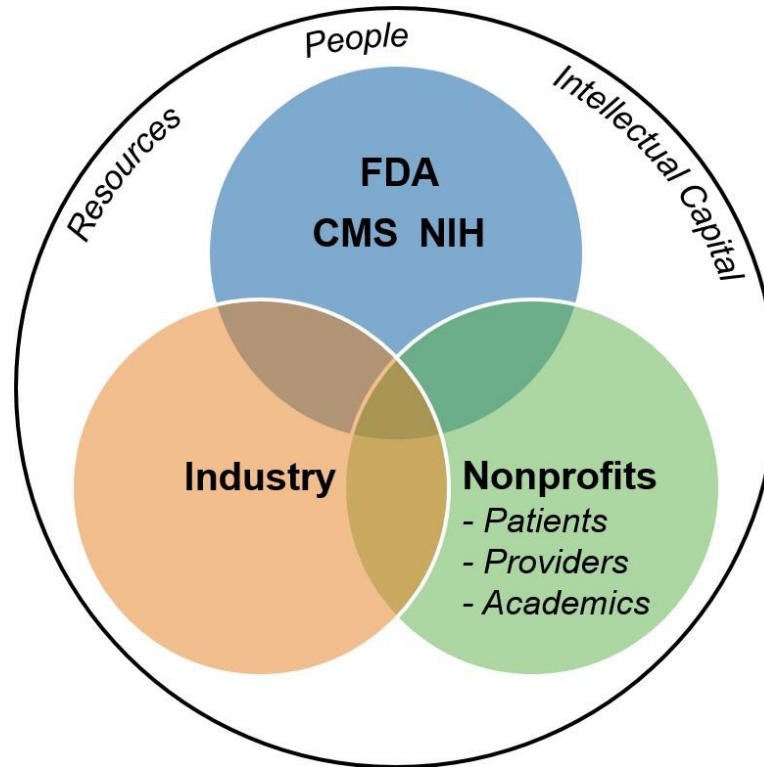 People
Resources
Intellectual Capital
FDA
CMS NIH
Industry
Nonprofits
- Patients
- Providers
- Academics